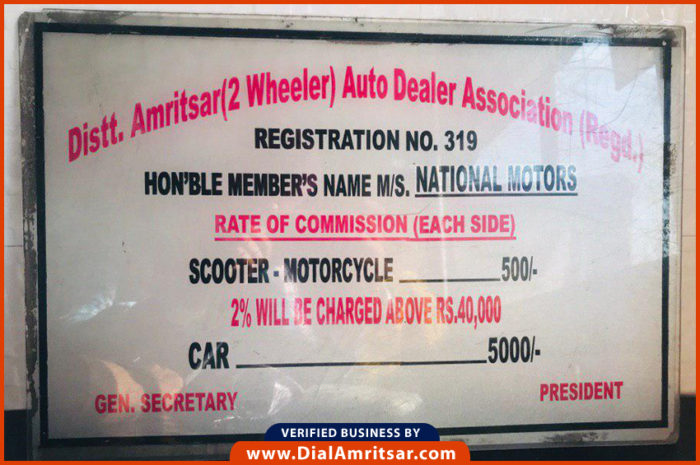 Distt. Amritsar(2 Wheeler) Auto Dealer Association (Regd.)
REGISTRATION NO. 319
HON'BLE MEMBER'S NAME M/S. NATIONAL MOTORS
RATE OF COMMISSION (EACH SIDE)
SCOOTER - MOTORCYCLE ____________500/-
2% WILL BE CHARGED ABOVE RS.40,000
CAR ______________________________5000/-
GEN. SECRETARY PRESIDENT
VERIFIED BUSINESS BY
www.DialAmritsar.com